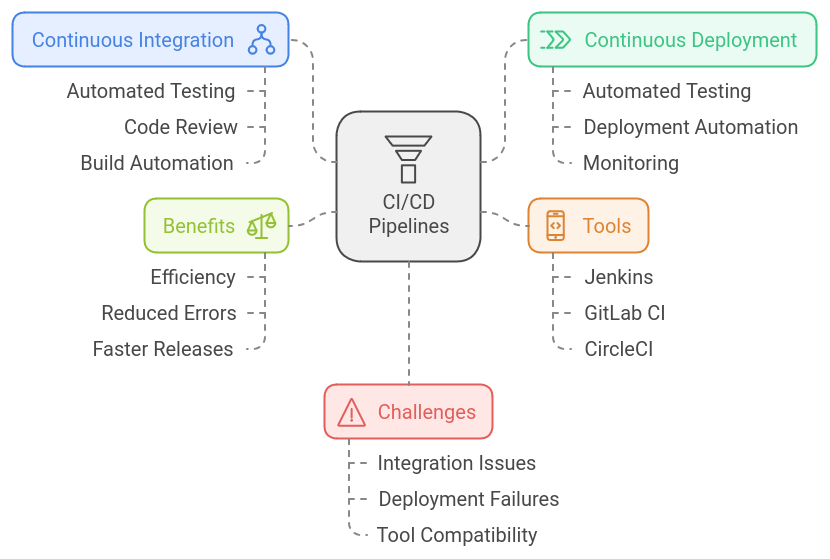 Continuous Integration
Automated Testing
Code Review
Build Automation
Continuous Deployment
Automated Testing
Deployment Automation
Monitoring
CI/CD
Pipelines
Benefits
Efficiency
Reduced Errors
Faster Releases
Tools
Jenkins
GitLab CI
CircleCI
Challenges
Integration Issues
Deployment Failures
Tool Compatibility